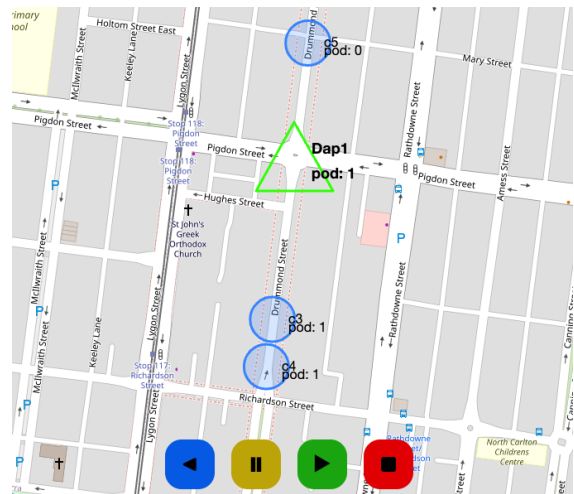 Primary
School
Holtom Street East
McIlwraith Street
Keeley Lane
Lygon Street
Drummond
c5
pod: 0
Mary Street
Pigdon Street
Stop 118:
Pigdon
Street
Stop 118:
Pigdon
Street
Pigdon Street
Dap1
pod: 1
Rathdowne Street
Pigdon Street
Amess Street
P
Hughes Street
St John's
Greek
Orthodox
Church
Drummond Street
P
McIlwraith Street
P
Keeley Lane
Lygon Street
c3
pod: 1
Rathdowne Street
Canning Street
c4
pod: 1
Stop 117:
Richardson
Street
McIlwraith Street
P
Lygon Street
Richardson Street
Rathdowne
Street/
North Carlton
Childrens
Centre
P